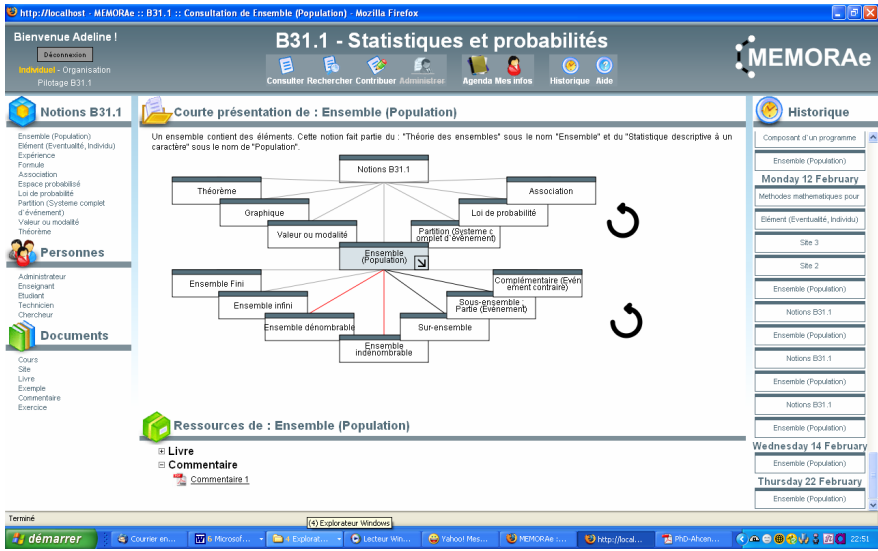 http://localhost - MEMORAe :: B31.1 :: Consultation de Ensemble (Population) - Mozilla Firefox
Bienvenue Adeline !
Déconnexion
Individuel - Organisation
Pilotage B31.1
B31.1 - Statistiques et probabilités
Consulter Rechercher Contribuer Administrer Agenda Mes infos Historique Aide
MEMORAe
Notions B31.1
Ensemble (Population)
Elément (Eventualité, Individu)
Expérience
Formule
Association
Espace probabilisé
Loi de probabilité
Partition (Systeme complet
d'événement)
Valeur ou modalité
Théorème
Personnes
Administrateur
Enseignant
Etudiant
Technicien
Chercheur
Documents
Cours
Site
Livre
Exemple
Commentaire
Exercice
Courte présentation de : Ensemble (Population)
Un ensemble contient des éléments. Cette notion fait partie du : "Théorie des ensembles" sous le nom "Ensemble" et du "Statistique descriptive à un
caractère" sous le nom de "Population".
Notions B31.1
Théorème
Association
Graphique
Loi de probabilité
Valeur ou modalité
Partition (Systeme c
omplet d'événement)
Ensemble
(Population)
Ensemble Fini
Complémentaire (Evén
ement contraire)
Ensemble infini
Sous-ensemble ;
Partie (Evénement)
Ensemble dénombrable
Sur-ensemble
Ensemble
indénombrable
Ressources de : Ensemble (Population)
Livre
Commentaire
Commentaire 1
Historique
Composant d'un programme
Ensemble (Population)
Monday 12 February
Methodes mathematiques pour
Elément (Eventualité, Individu)
Site 3
Site 2
Ensemble (Population)
Notions B31.1
Ensemble (Population)
Notions B31.1
Ensemble (Population)
Notions B31.1
Ensemble (Population)
Wednesday 14 February
Ensemble (Population)
Thursday 22 February
Ensemble (Population)
Terminé
(4) Explorateur Windows
démarrer
Courrier en...
6 Microsof...
4 Explorat...
Lecteur Win...
Yahoo! Mes...
MEMORAe :...
http://local...
PhD-Ahcen...
22:51